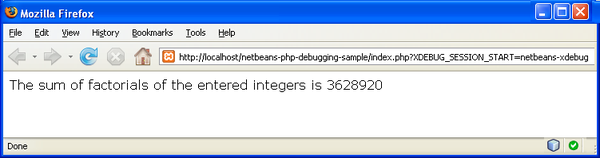 Mozilla Firefox
File Edit View History Bookmarks Tools Help
http://localhost/netbeans-php-debugging-sample/index.php?XDEBUG_SESSION_START=netbeans-xdebug
The sum of factorials of the entered integers is 3628920
Done